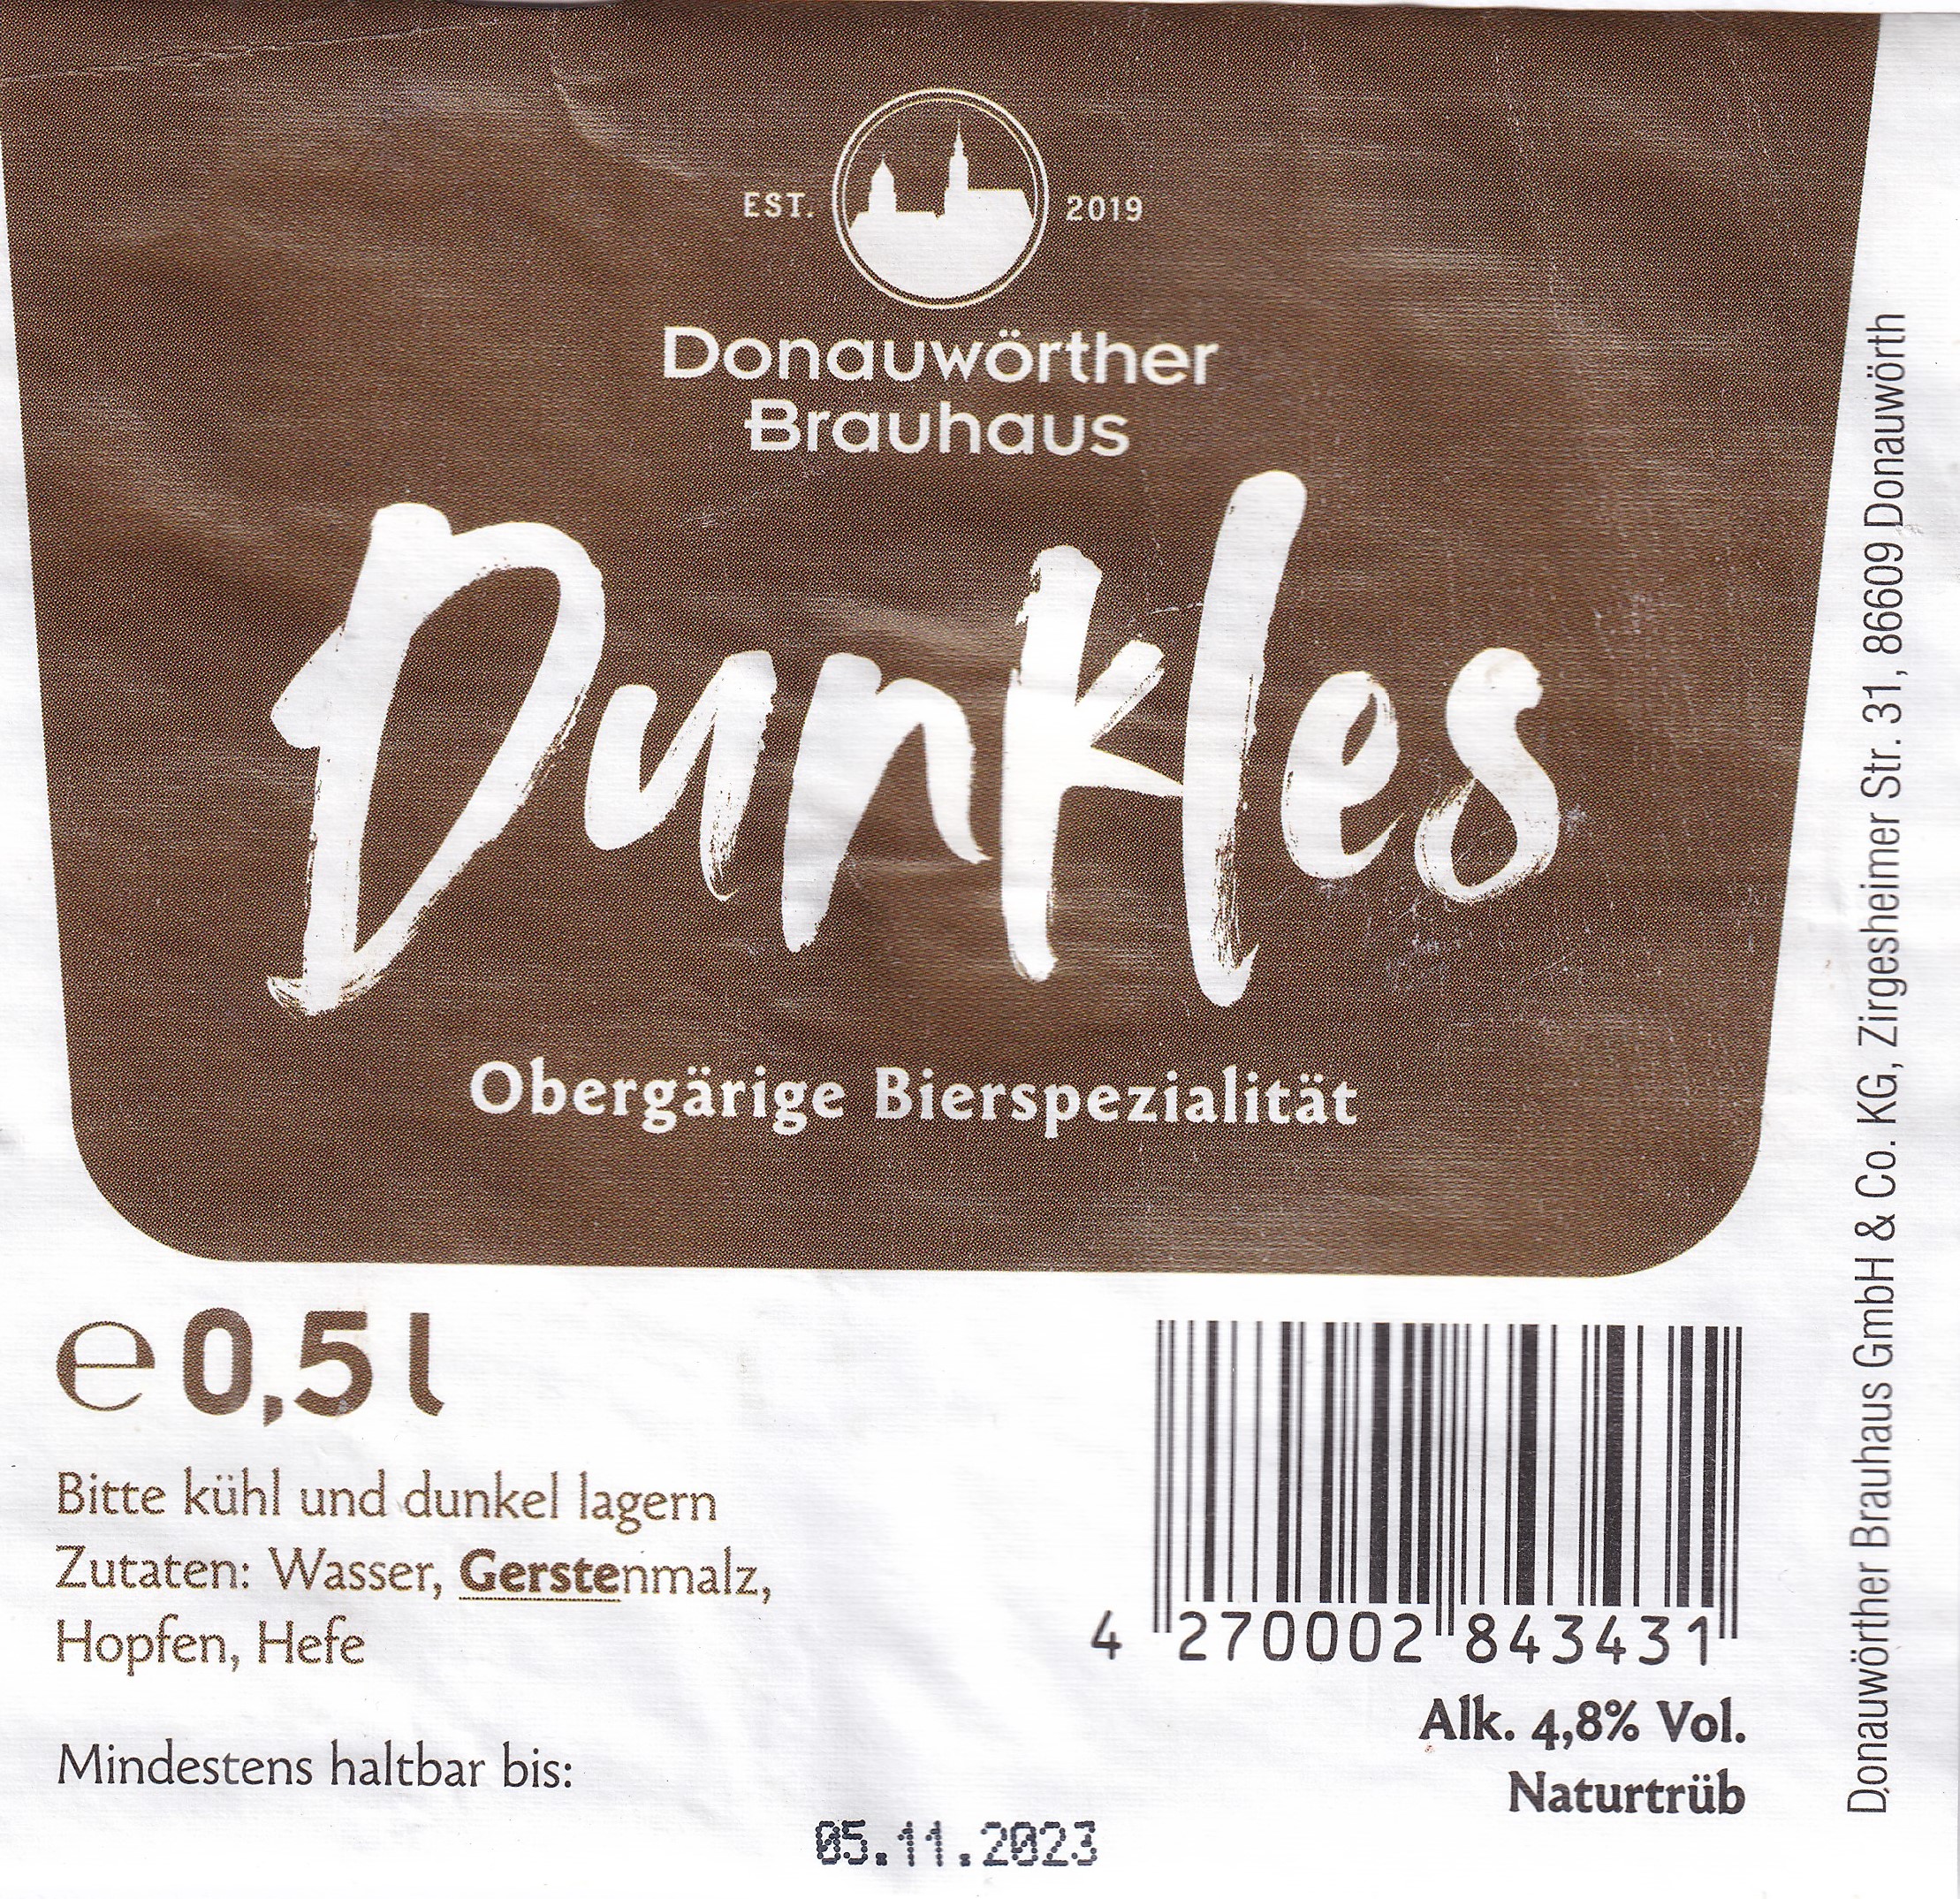 EST. 2019
Donauwörther
Brauhaus
Dunkles
Obergärige Bierspezialität
℮ 0,5 l
Bitte kühl und dunkel lagern
Zutaten: Wasser, Gerstenmalz,
Hopfen, Hefe
Mindestens haltbar bis:
05.11.2023
4 270002 843431
Alk. 4,8% Vol.
Naturtrüb
Donauwörther Brauhaus GmbH & Co. KG, Zirgesheimer Str. 31, 86609 Donauwörth